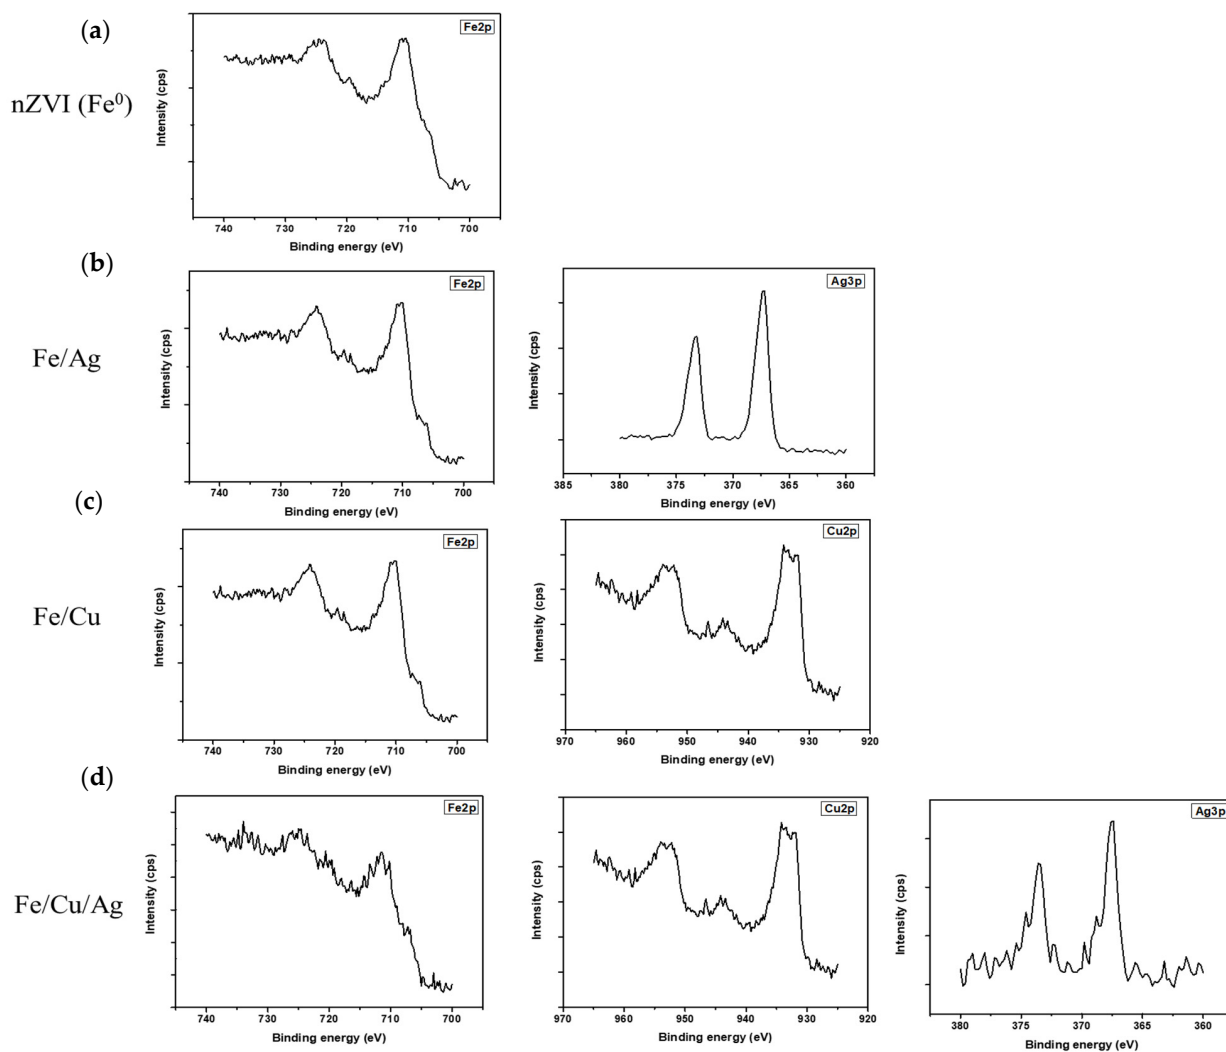 (a)
nZVI (Fe⁰)
Fe2p
Intensity (cps)
740 730 720 710 700
Binding energy (eV)
(b)
Fe/Ag
Fe2p
Intensity (cps)
740 730 720 710 700
Binding energy (eV)
Ag3p
Intensity (cps)
385 380 375 370 365 360
Binding energy (eV)
(c)
Fe/Cu
Fe2p
Intensity (cps)
740 730 720 710 700
Binding energy (eV)
Cu2p
Intensity (cps)
970 960 950 940 930 920
Binding energy (eV)
(d)
Fe/Cu/Ag
Fe2p
Intensity (cps)
740 730 720 710 700
Binding energy (eV)
Cu2p
Intensity (cps)
970 960 950 940 930 920
Binding energy (eV)
Ag3p
Intensity (cps)
380 375 370 365 360
Binding energy (eV)